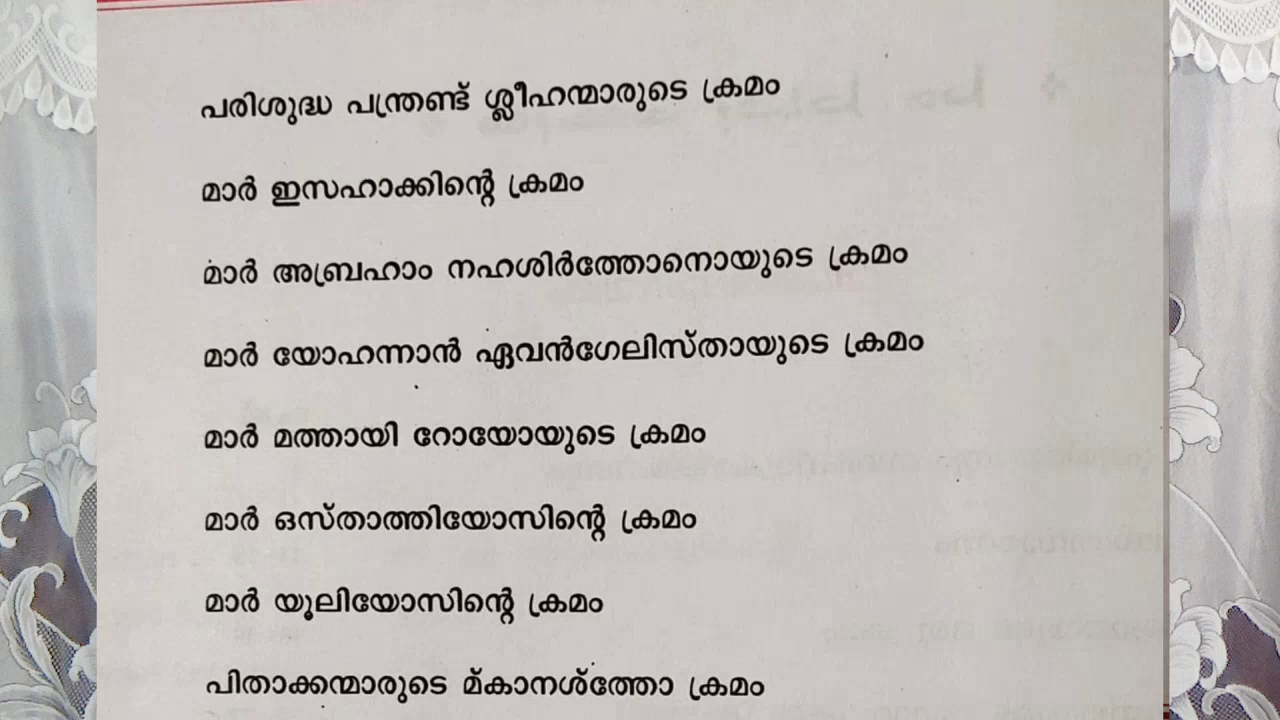 പരിശുദ്ധ പന്ത്രണ്ട് ശ്ലീഹന്മാരുടെ ക്രമം
മാർ ഇസഹാക്കിന്റെ ക്രമം
മാർ അബ്രഹാം നഹശിർത്തോനൊയുടെ ക്രമം
മാർ യോഹന്നാൻ ഏവൻഗേലിസ്തായുടെ ക്രമം
മാർ മത്തായി റോയോയുടെ ക്രമം
മാർ ഒസ്താത്തിയോസിന്റെ ക്രമം
മാർ യൂലിയോസിന്റെ ക്രമം
പിതാക്കന്മാരുടെ മ്കാനശ്ത്തോ ക്രമം